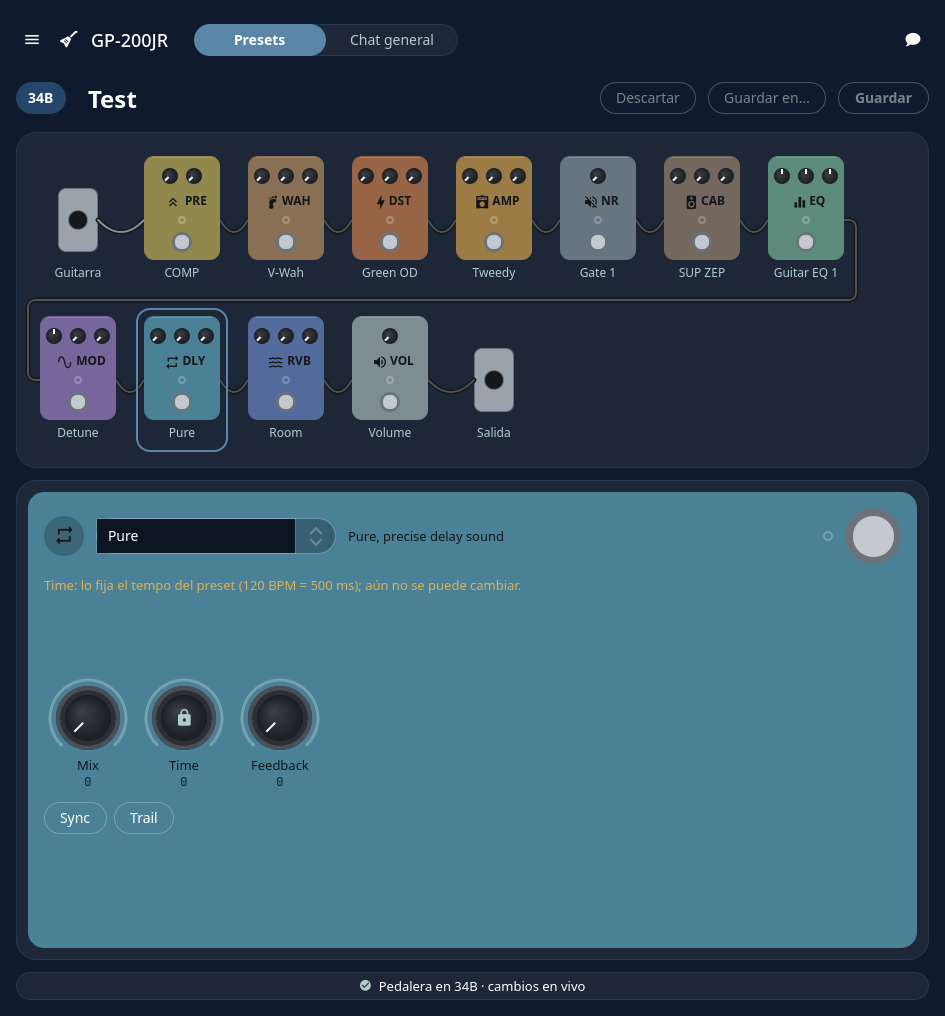 GP-200JR Presets Chat general
34B Test Descartar Guardar en... Guardar
PRE WAH DST AMP NR CAB EQ
Guitarra COMP V-Wah Green OD Tweedy Gate 1 SUP ZEP Guitar EQ 1
MOD DLY RVB VOL
Detune Pure Room Volume Salida
Pure Pure, precise delay sound
Time: lo fija el tempo del preset (120 BPM = 500 ms); aún no se puede cambiar.
Mix Time Feedback
0 0 0
Sync Trail
Pedalera en 34B · cambios en vivo